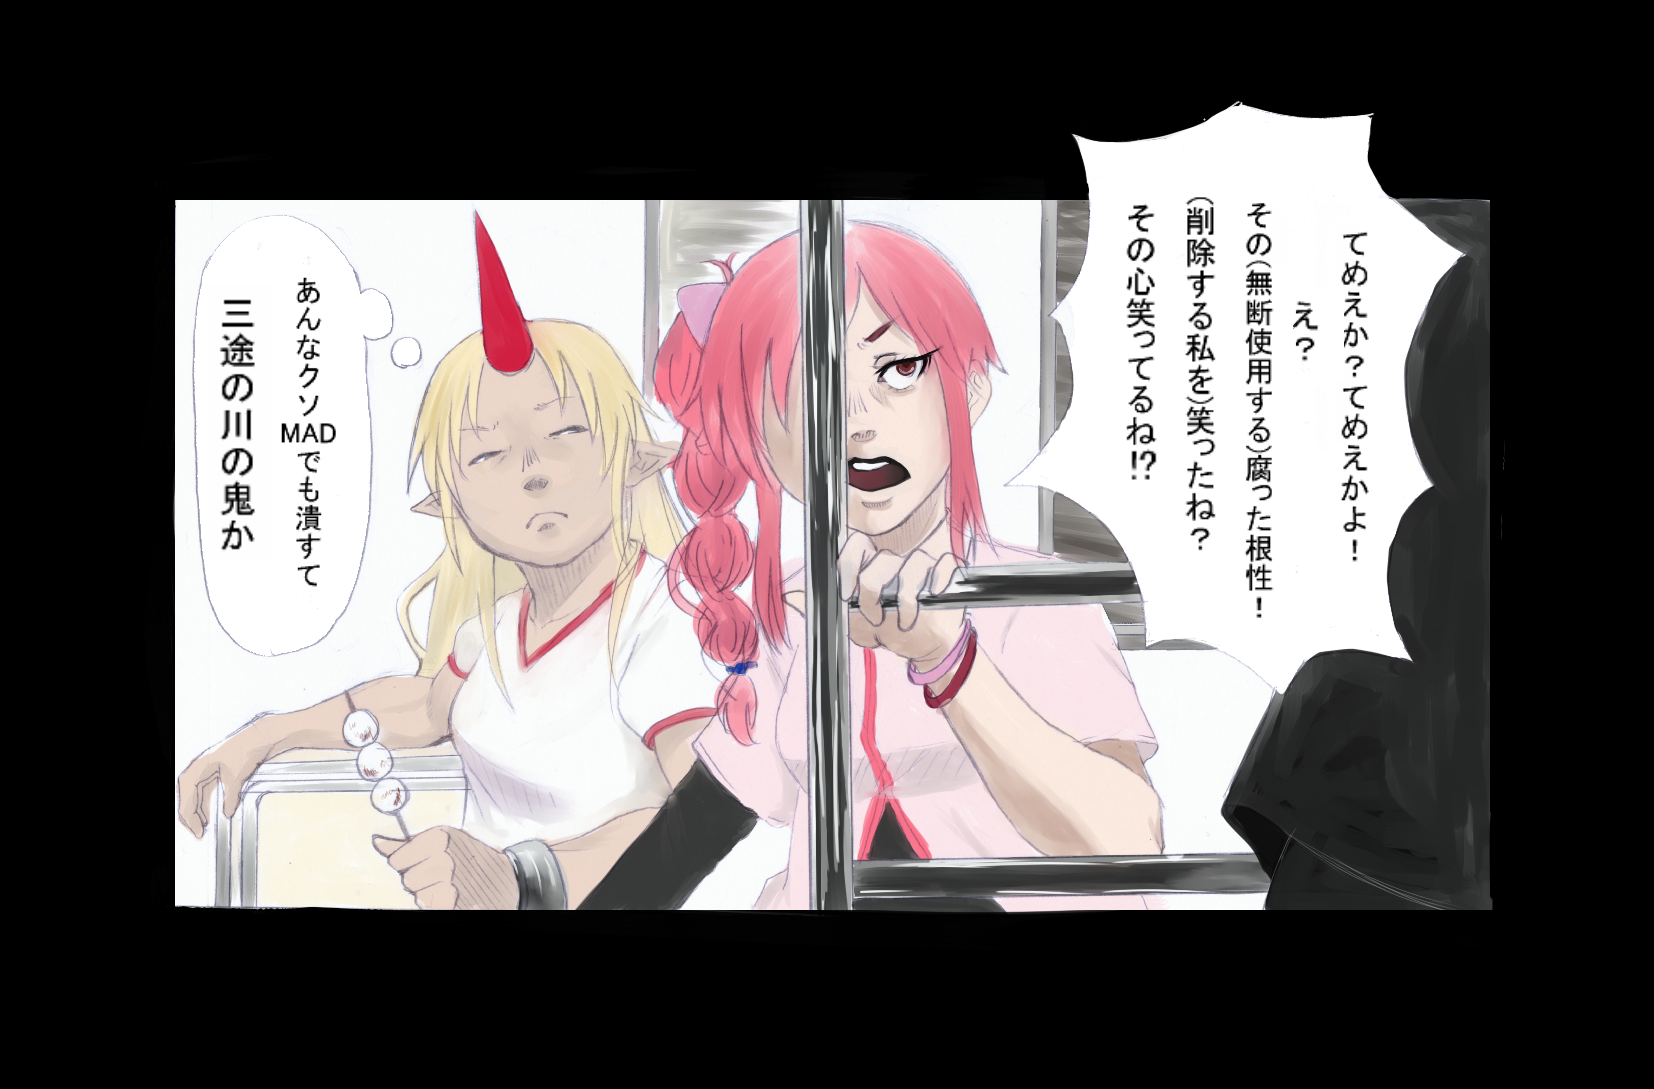 てめえか？てめえかよ！
え？
その(無断使用する)腐った根性！
(削除する私を)笑ったね？
その心笑ってるね!?
あんなクソ
MADでも潰すて
三途の川の鬼か